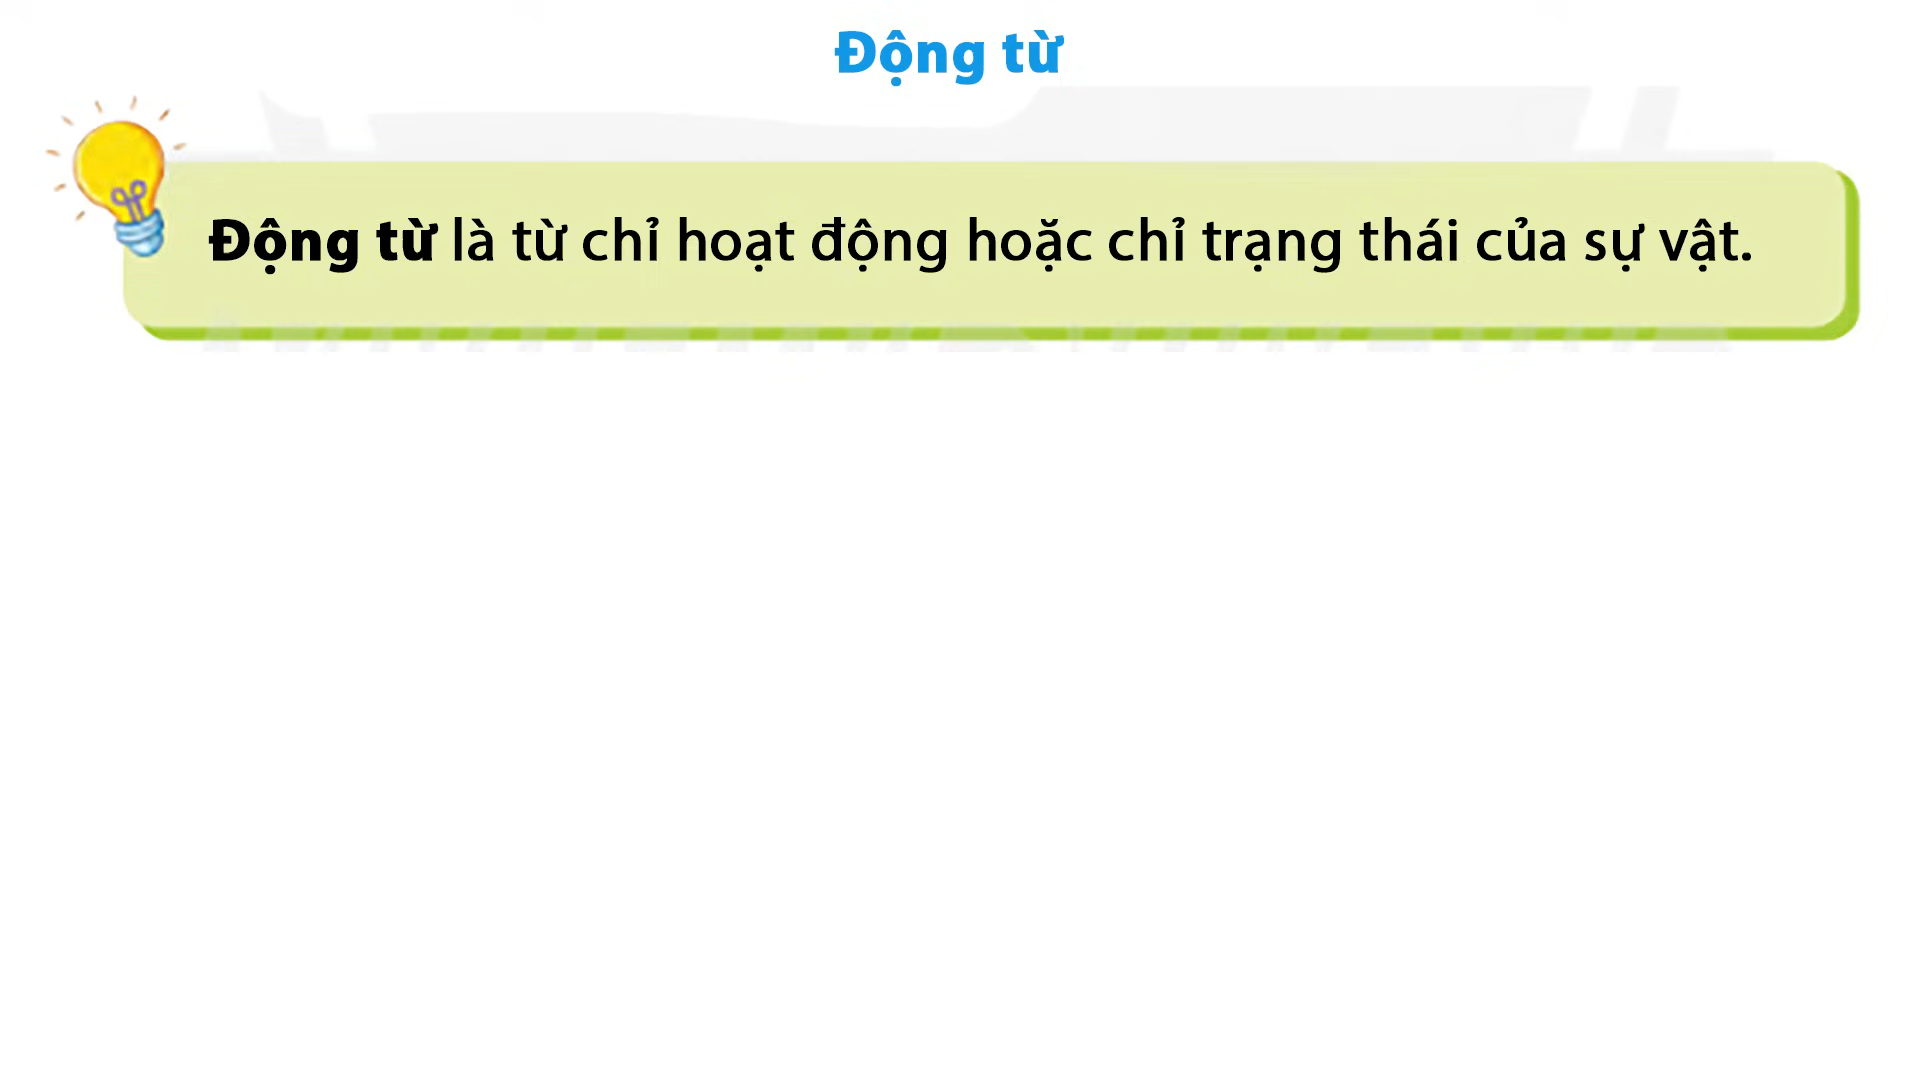 Động từ
Động từ là từ chỉ hoạt động hoặc chỉ trạng thái của sự vật.